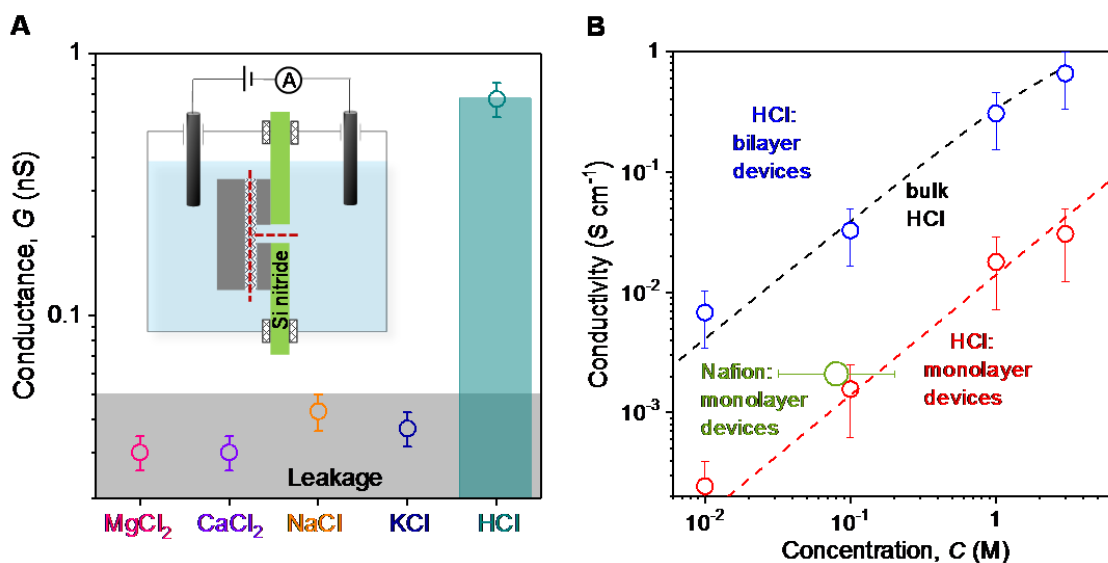 A
Conductance, G (nS)
1
0.1
A
Si nitride
Leakage
MgCl₂
CaCl₂
NaCl
KCl
HCl
B
Conductivity (S cm⁻¹)
1
10⁻¹
10⁻²
10⁻³
HCl:
bilayer
devices
bulk
HCl
Nafion:
monolayer
devices
HCl:
monolayer
devices
10⁻²
10⁻¹
1
Concentration, C (M)